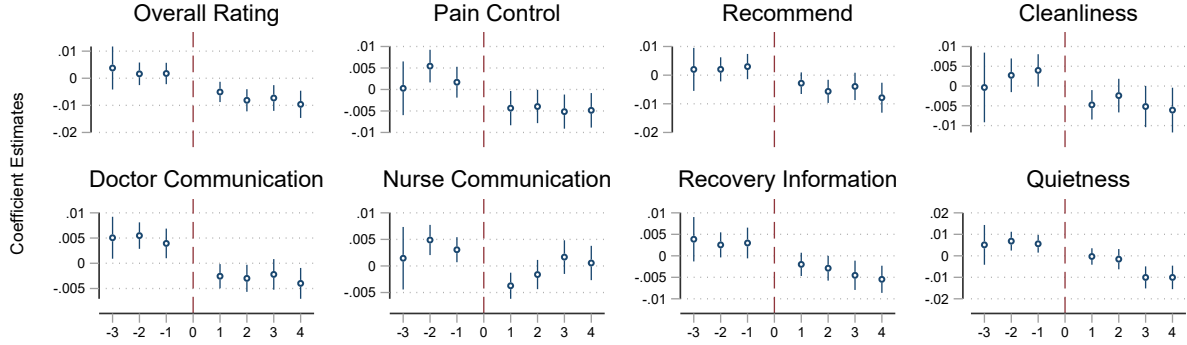 Overall Rating Pain Control Recommend Cleanliness
.01 .01 .01 .01
0 .005 0 .005
-.01 0 -.01 0
-.02 -.005 -.02 -.005
-.01 -.01
Coefficient Estimates
Doctor Communication Nurse Communication Recovery Information Quietness
.01 .01 .01 .02
.005 .005 .005 .01
0 0 0 0
-.005 -.005 -.005 -.01
-.01 -.02
-3 -2 -1 0 1 2 3 4 -3 -2 -1 0 1 2 3 4 -3 -2 -1 0 1 2 3 4 -3 -2 -1 0 1 2 3 4